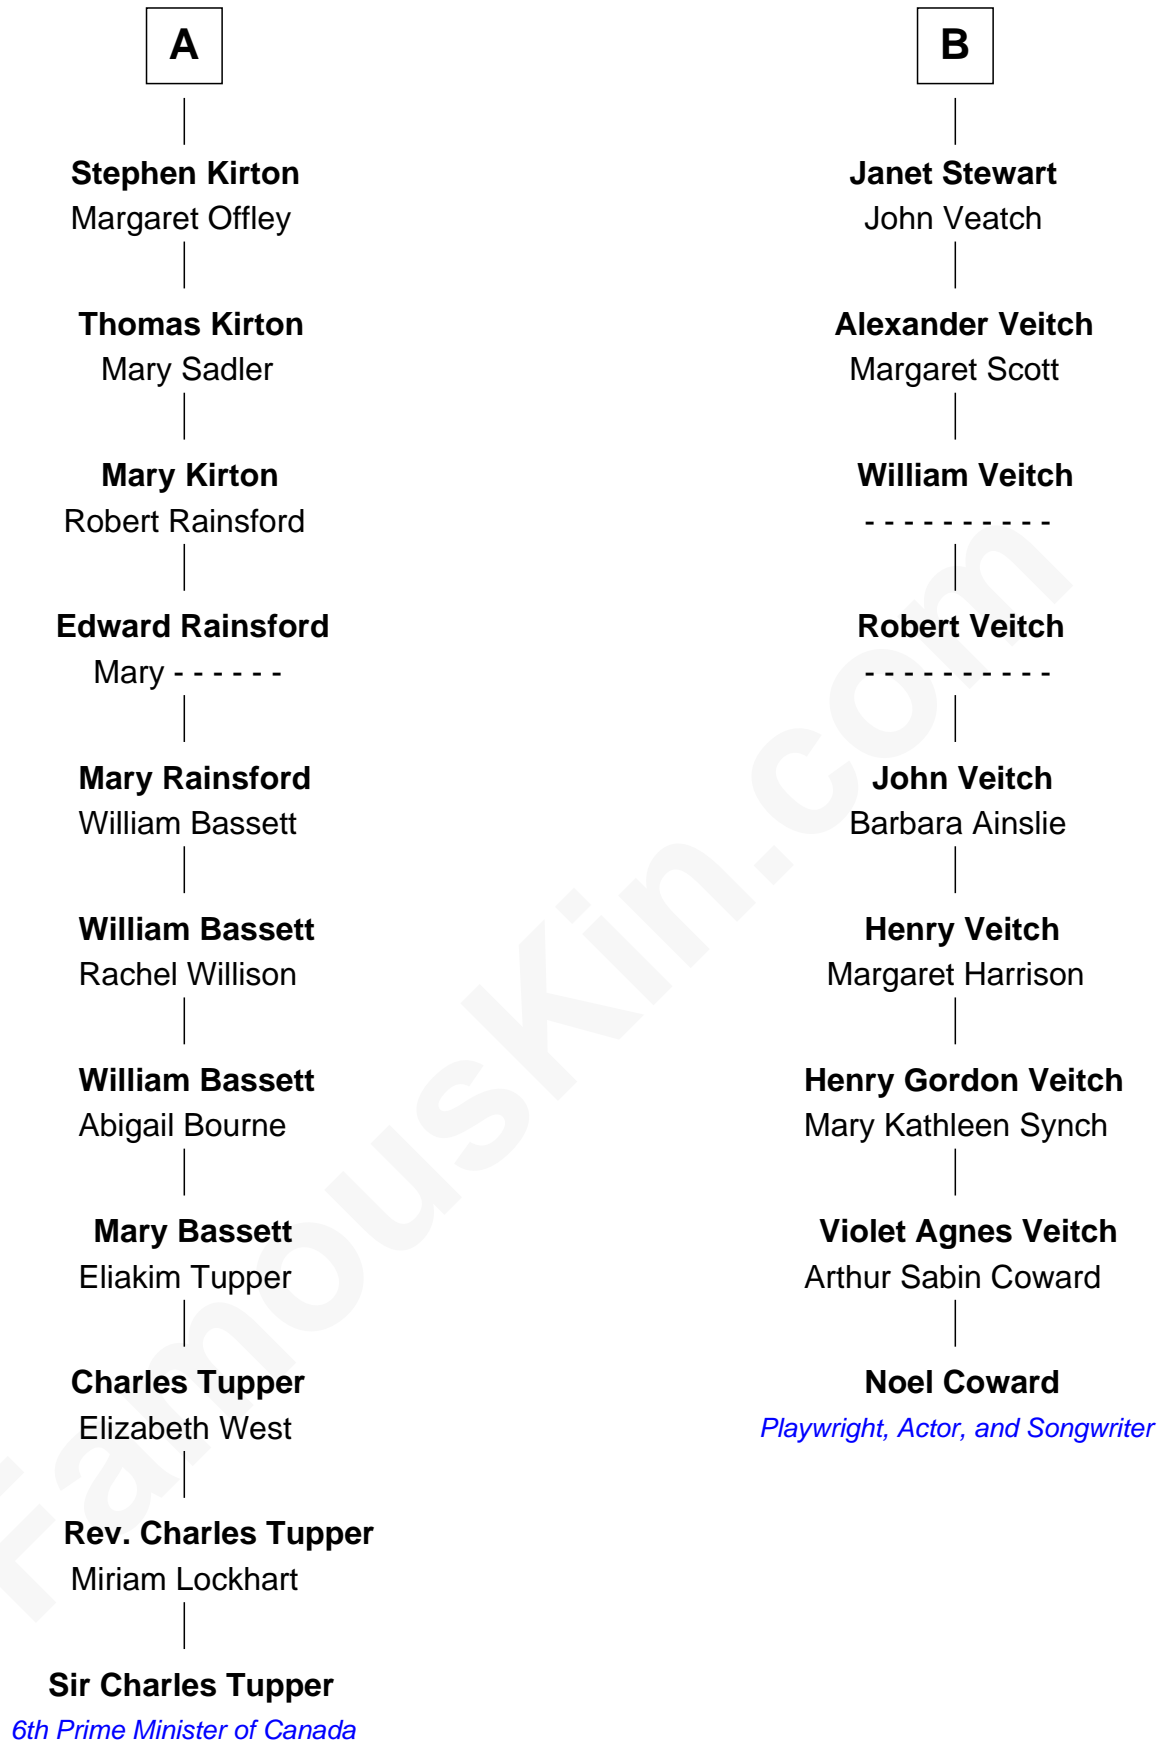 A
Stephen Kirton
Margaret Offley
Thomas Kirton
Mary Sadler
Mary Kirton
Robert Rainsford
Edward Rainsford
Mary - - - - - -
Mary Rainsford
William Bassett
William Bassett
Rachel Willison
William Bassett
Abigail Bourne
Mary Bassett
Eliakim Tupper
Charles Tupper
Elizabeth West
Rev. Charles Tupper
Miriam Lockhart
Sir Charles Tupper
6th Prime Minister of Canada
B
Janet Stewart
John Veatch
Alexander Veitch
Margaret Scott
William Veitch
- - - - - - - - - -
Robert Veitch
- - - - - - - - - -
John Veitch
Barbara Ainslie
Henry Veitch
Margaret Harrison
Henry Gordon Veitch
Mary Kathleen Synch
Violet Agnes Veitch
Arthur Sabin Coward
Noel Coward
Playwright, Actor, and Songwriter
FamousKin.com